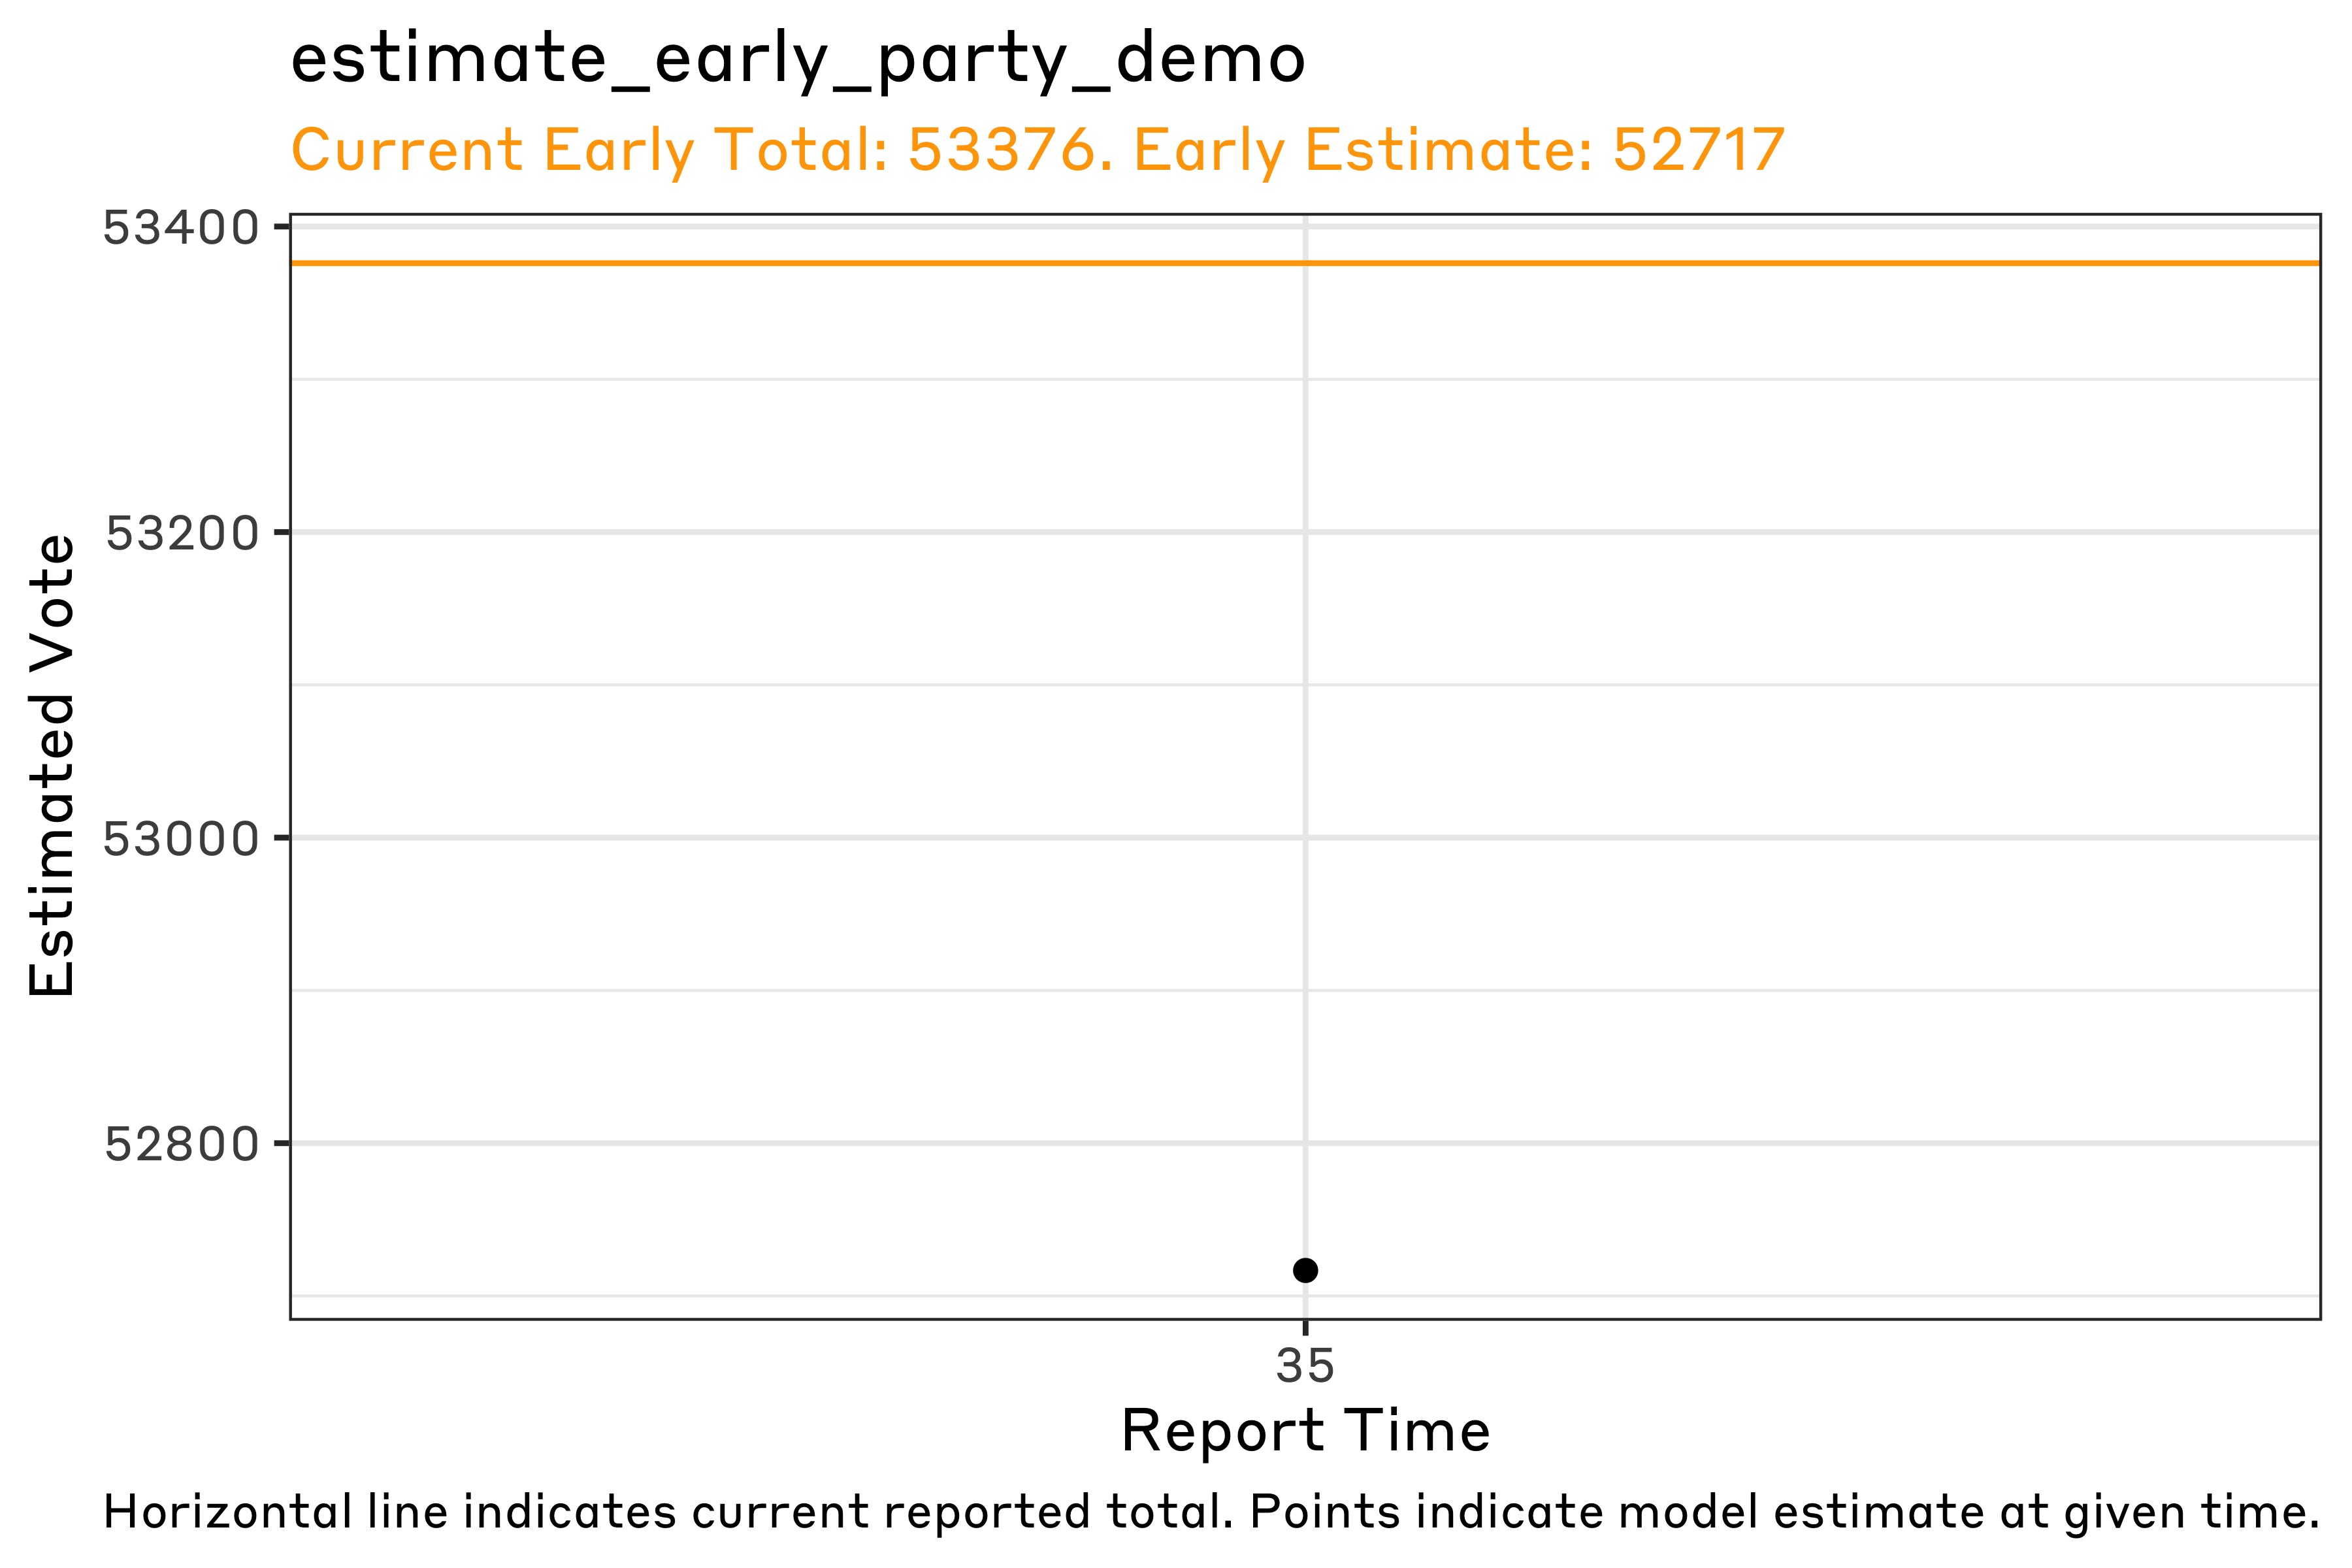 estimate_early_party_demo
Current Early Total: 53376. Early Estimate: 52717
53400
53200
53000
52800
Estimated Vote
35
Report Time
Horizontal line indicates current reported total. Points indicate model estimate at given time.